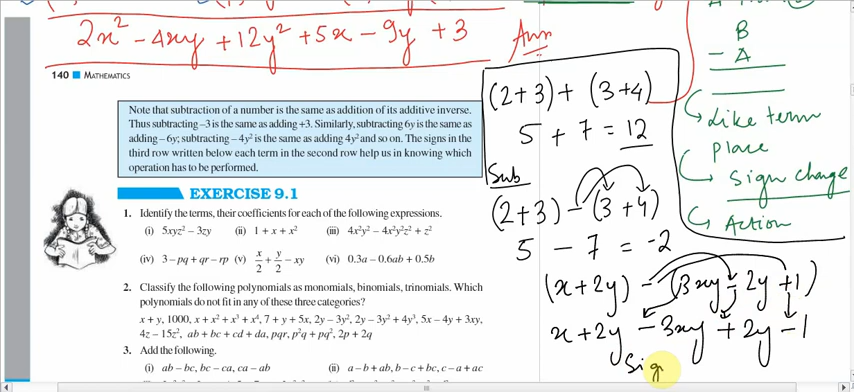 2x² - 4xy + 12y² + 5x - 9y + 3 Ans
140 ■ MATHEMATICS
Note that subtraction of a number is the same as addition of its additive inverse.
Thus subtracting –3 is the same as adding +3. Similarly, subtracting 6y is the same as
adding – 6y; subtracting – 4y² is the same as adding 4y² and so on. The signs in the
third row written below each term in the second row help us in knowing which
operation has to be performed.
EXERCISE 9.1
1. Identify the terms, their coefficients for each of the following expressions.
(i) 5xyz² – 3zy (ii) 1 + x + x² (iii) 4x²y² – 4x²y²z² + z²
(iv) 3 – pq + qr – rp (v) x/2 + y/2 – xy (vi) 0.3a – 0.6ab + 0.5b
2. Classify the following polynomials as monomials, binomials, trinomials. Which
polynomials do not fit in any of these three categories?
x + y, 1000, x + x² + x³ + x⁴, 7 + y + 5x, 2y – 3y², 2y – 3y² + 4y³, 5x – 4y + 3xy,
4z – 15z², ab + bc + cd + da, pqr, p²q + pq², 2p + 2q
3. Add the following.
(i) ab – bc, bc – ca, ca – ab (ii) a – b + ab, b – c + bc, c – a + ac
(2+3) + (3+4)
5 + 7 = 12
Sub
(2+3) - (3+4)
5 - 7 = -2
(x+2y) - (3xy - 2y + 1)
x + 2y - 3xy + 2y - 1
Sig
B
- A
Like term
place
Sign change
Action